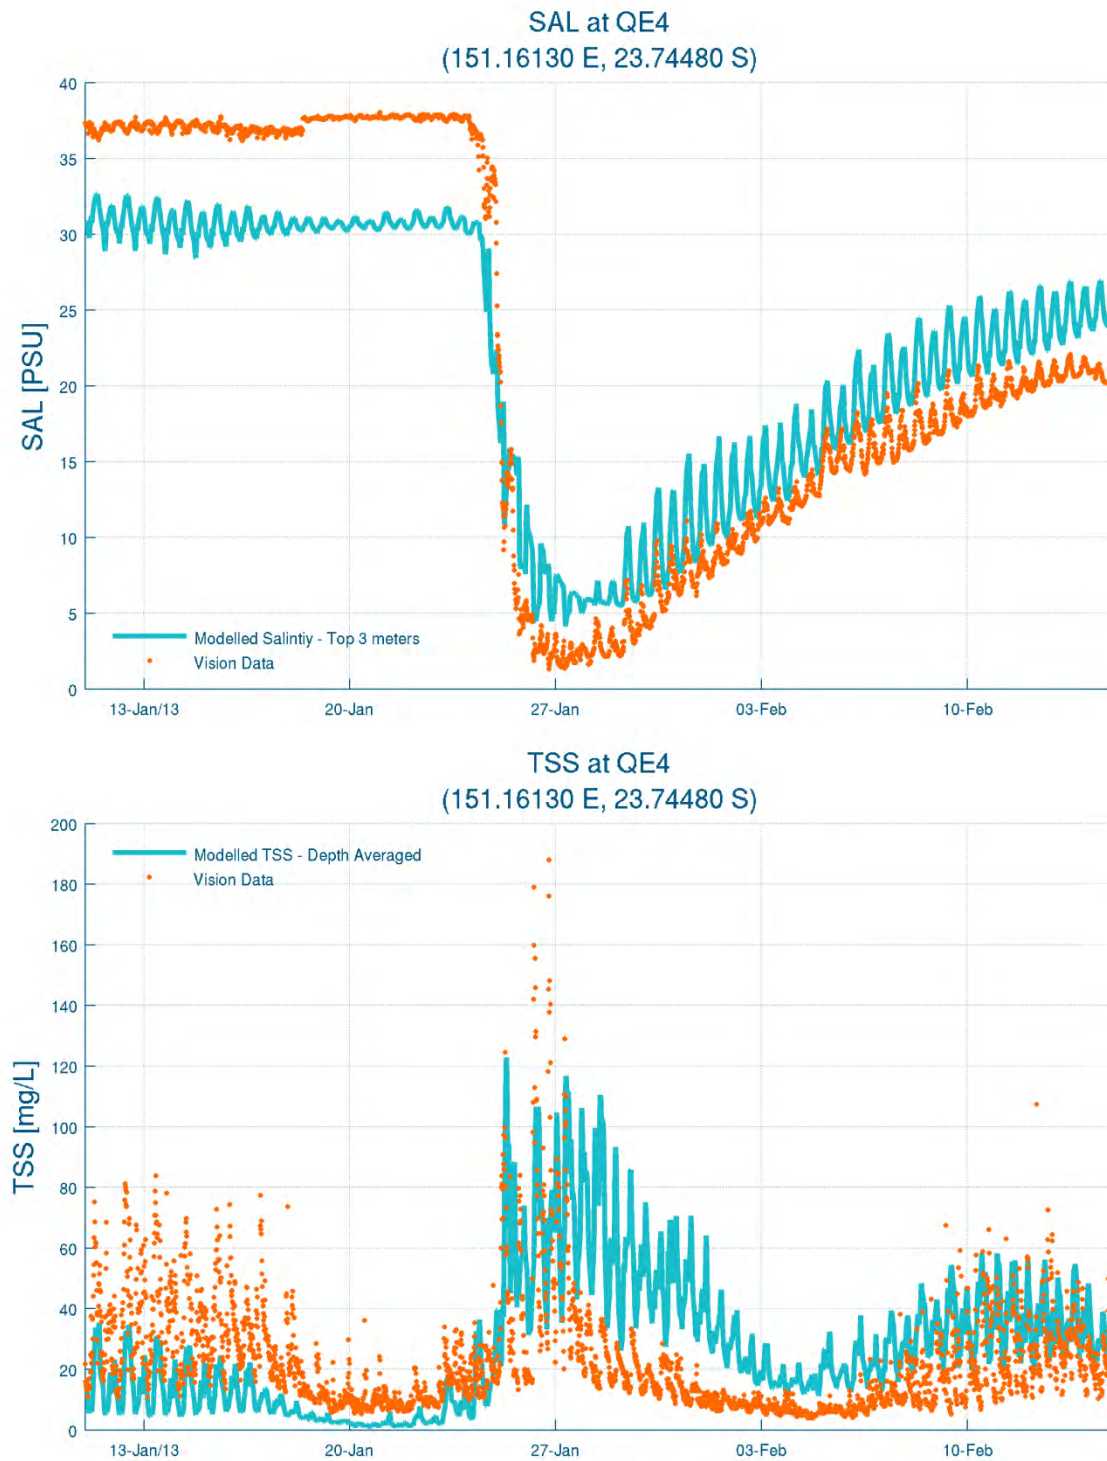 SAL at QE4
(151.16130 E, 23.74480 S)
40
35
30
25
20
15
10
5
0
SAL [PSU]
Modelled Salintiy - Top 3 meters
Vision Data
13-Jan/13
20-Jan
27-Jan
03-Feb
10-Feb
TSS at QE4
(151.16130 E, 23.74480 S)
200
180
160
140
120
100
80
60
40
20
0
TSS [mg/L]
Modelled TSS - Depth Averaged
Vision Data
13-Jan/13
20-Jan
27-Jan
03-Feb
10-Feb